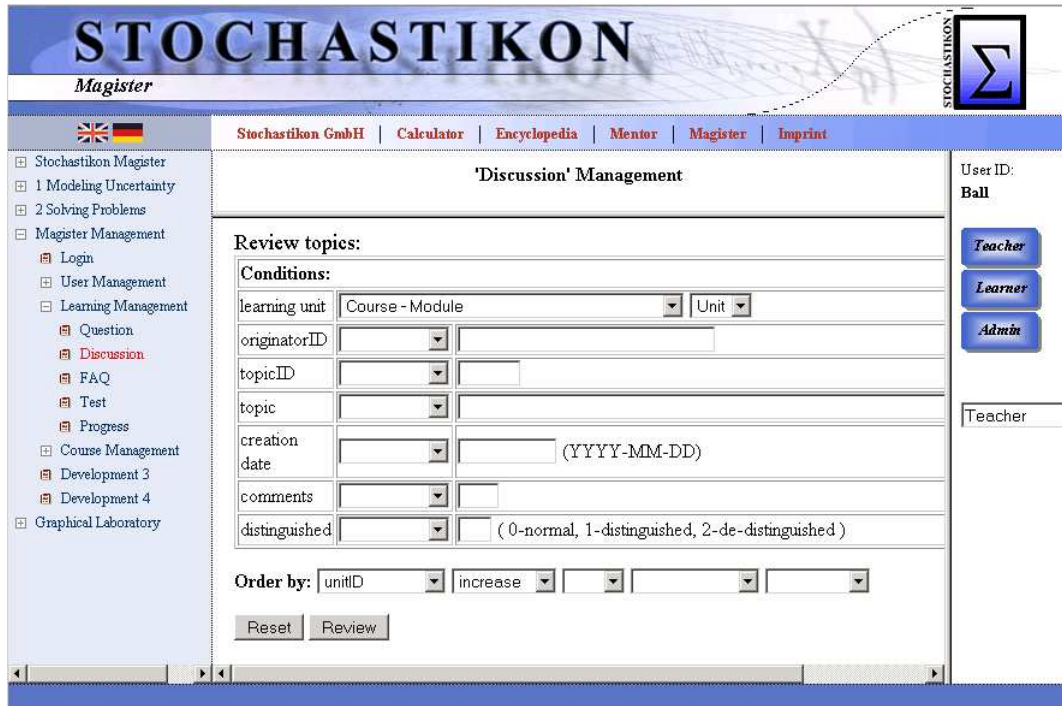 STOCHASTIKON
Magister
STOCHASTIKON
Σ
Stochastikon GmbH | Calculator | Encyclopedia | Mentor | Magister | Imprint
Stochastikon Magister
1 Modeling Uncertainty
2 Solving Problems
Magister Management
Login
User Management
Learning Management
Question
Discussion
FAQ
Test
Progress
Course Management
Development 3
Development 4
Graphical Laboratory
'Discussion' Management
Review topics:
Conditions:
learning unit Course - Module Unit
originatorID
topicID
topic
creation
date (YYYY-MM-DD)
comments
distinguished ( 0-normal, 1-distinguished, 2-de-distinguished )
Order by: unitID increase
Reset Review
User ID:
Ball
Teacher
Learner
Admin
Teacher